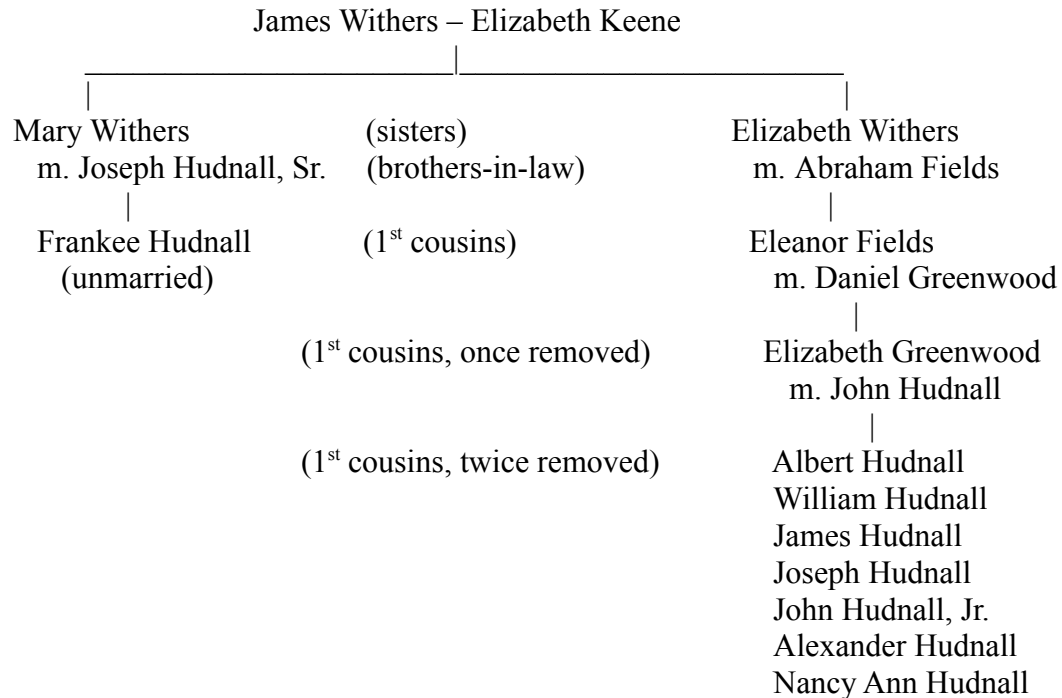 James Withers – Elizabeth Keene
Mary Withers (sisters) Elizabeth Withers
m. Joseph Hudnall, Sr. (brothers-in-law) m. Abraham Fields
Frankee Hudnall (1st cousins) Eleanor Fields
(unmarried) m. Daniel Greenwood
(1st cousins, once removed) Elizabeth Greenwood
m. John Hudnall
(1st cousins, twice removed) Albert Hudnall
William Hudnall
James Hudnall
Joseph Hudnall
John Hudnall, Jr.
Alexander Hudnall
Nancy Ann Hudnall